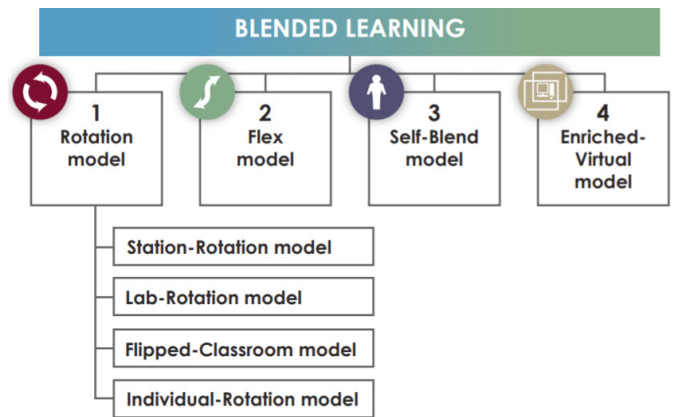 BLENDED LEARNING
1
Rotation
model
2
Flex
model
3
Self-Blend
model
4
Enriched-
Virtual
model
Station-Rotation model
Lab-Rotation model
Flipped-Classroom model
Individual-Rotation model